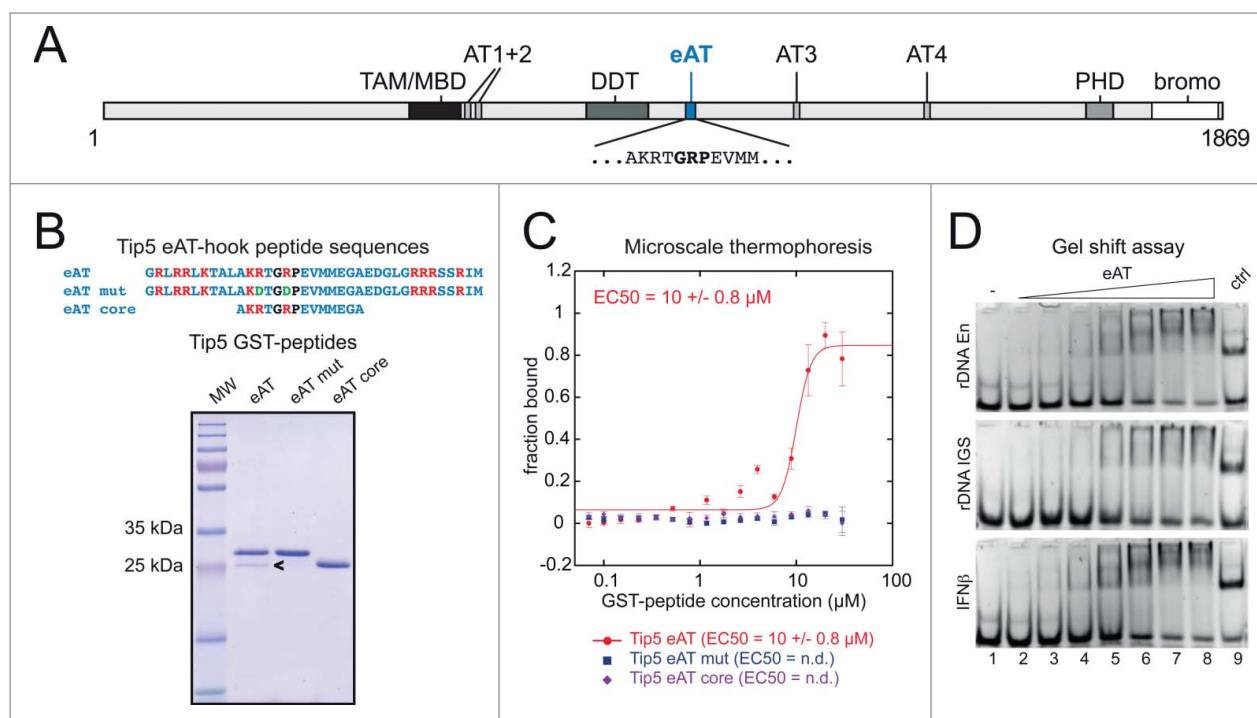 A
TAM/MBD
AT1+2
DDT
eAT
AT3
AT4
PHD
bromo
1
1869
...AKRTGRPEVMM...
B
Tip5 eAT-hook peptide sequences
eAT GRLRRLKTALAKRTGRPEVMMEGAEDGLGRRRSSRIM
eAT mut GRLRRLKTALAKDTGDPEVMMEGAEDGLGRRRSSRIM
eAT core AKRTGRPEVMMEGA
Tip5 GST-peptides
MW
eAT
eAT mut
eAT core
35 kDa
25 kDa
<
C
Microscale thermophoresis
EC50 = 10 +/- 0.8 µM
fraction bound
1.2
1
0.8
0.6
0.4
0.2
0
-0.2
0.1 1 10 100
GST-peptide concentration (µM)
Tip5 eAT (EC50 = 10 +/- 0.8 µM)
Tip5 eAT mut (EC50 = n.d.)
Tip5 eAT core (EC50 = n.d.)
D
Gel shift assay
eAT
-
ctrl
rDNA En
rDNA IGS
IFNβ
1 2 3 4 5 6 7 8 9